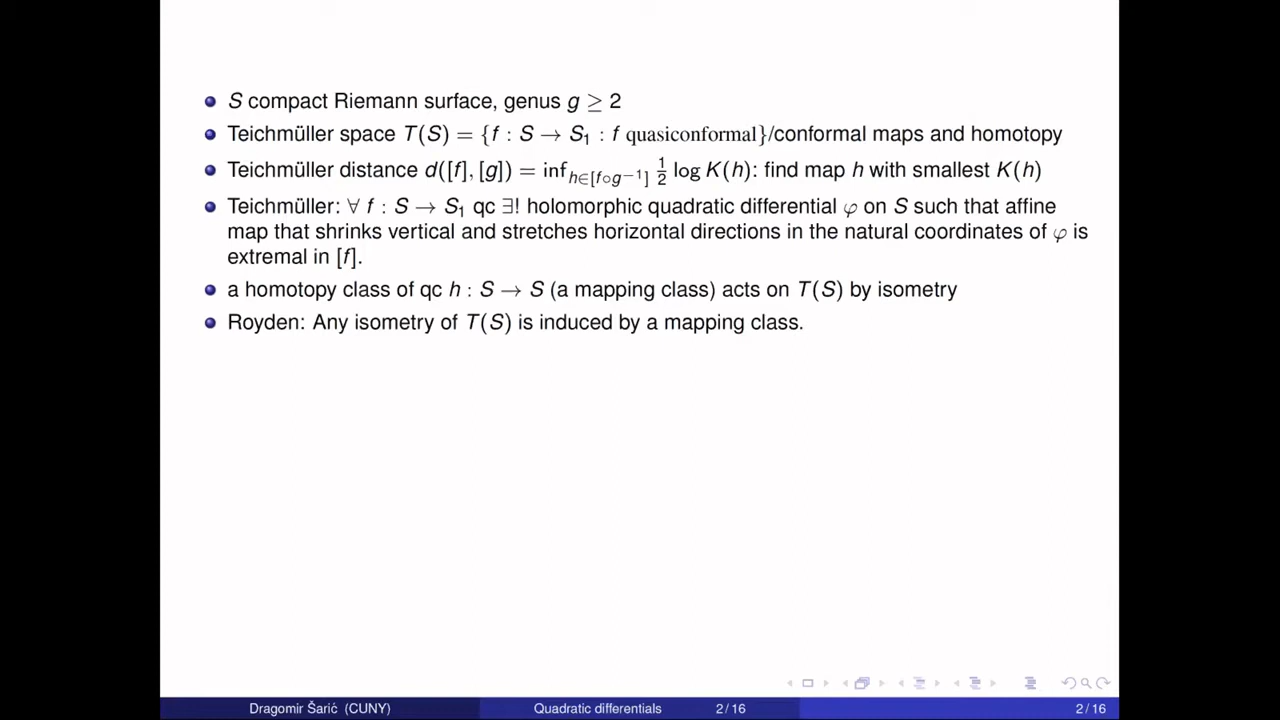 S compact Riemann surface, genus g ≥ 2
Teichmüller space T(S) = {f : S → S₁ : f quasiconformal}/conformal maps and homotopy
Teichmüller distance d([f], [g]) = inf_{h∈[f∘g⁻¹]} ½ log K(h): find map h with smallest K(h)
Teichmüller: ∀ f : S → S₁ qc ∃! holomorphic quadratic differential φ on S such that affine
map that shrinks vertical and stretches horizontal directions in the natural coordinates of φ is
extremal in [f].
a homotopy class of qc h : S → S (a mapping class) acts on T(S) by isometry
Royden: Any isometry of T(S) is induced by a mapping class.
Dragomir Šarić (CUNY) Quadratic differentials 2 / 16 2 / 16